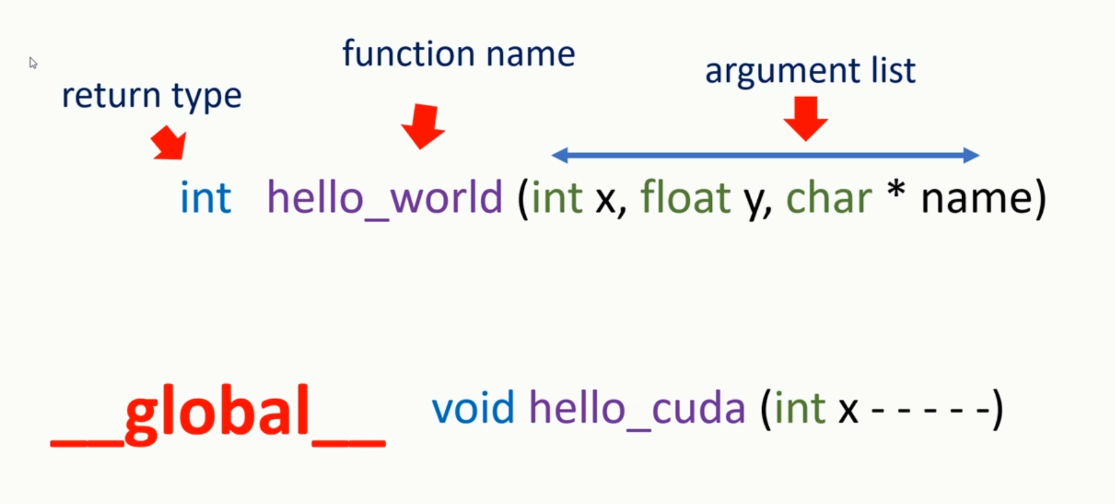 function name
argument list
return type
int hello_world (int x, float y, char * name)
__global__ void hello_cuda (int x - - - - -)